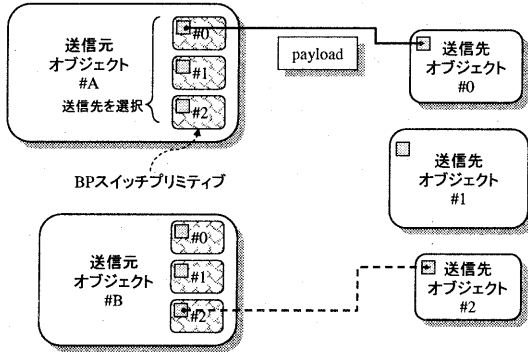 送信元
オブジェクト
#A
送信先を選択
#0
#1
#2
payload
送信先
オブジェクト
#0
BPスイッチプリミティブ
送信先
オブジェクト
#1
送信元
オブジェクト
#B
#0
#1
#2
送信先
オブジェクト
#2